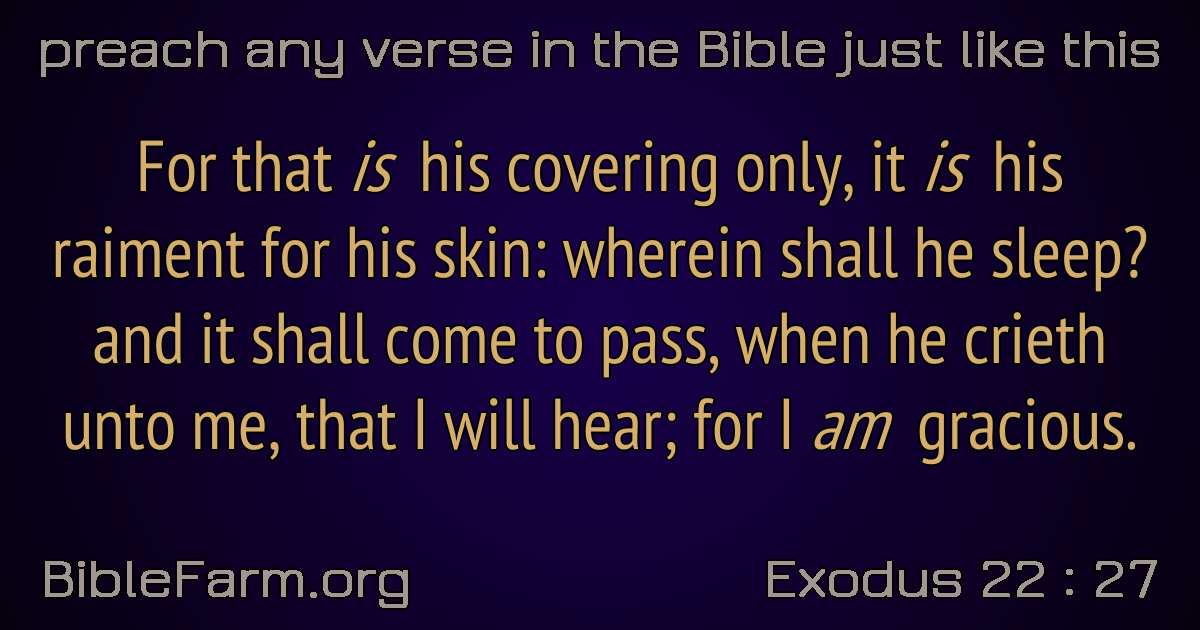 preach any verse in the Bible just like this
For that is his covering only, it is his
raiment for his skin: wherein shall he sleep?
and it shall come to pass, when he crieth
unto me, that I will hear; for I am gracious.
BibleFarm.org
Exodus 22 : 27